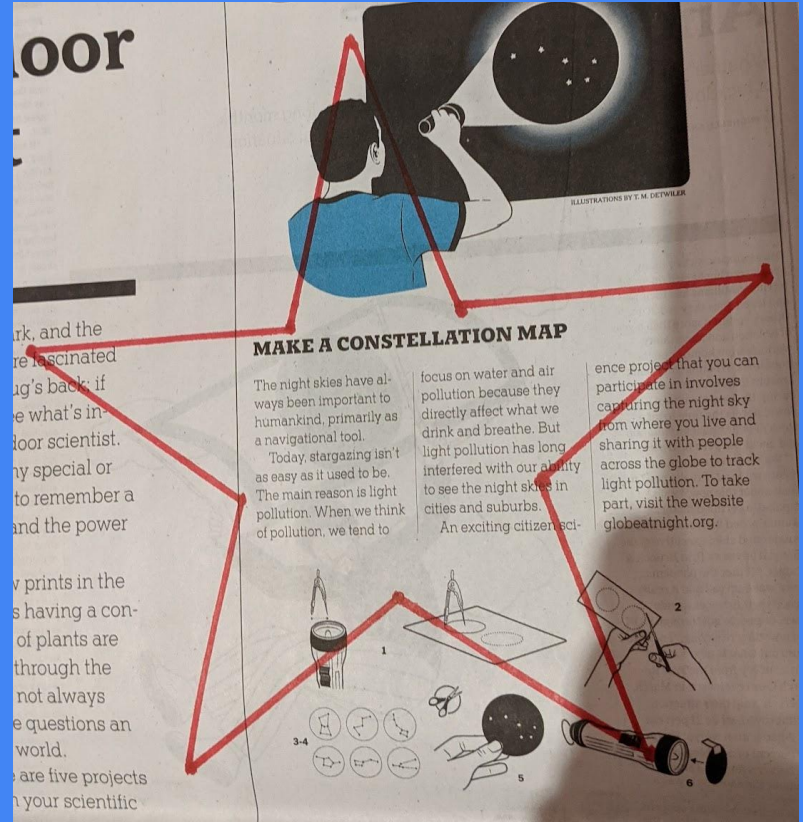 oor
t
rk, and the
re fascinated
ug's back; if
e what's in-
loor scientist.
ny special or
to remember a
and the power
v prints in the
s having a con-
of plants are
through the
not always
e questions an
world.
are five projects
your scientific
ILLUSTRATIONS BY T. M. DETWILER
MAKE A CONSTELLATION MAP
The night skies have al-
ways been important to
humankind, primarily as
a navigational tool.
Today, stargazing isn't
as easy as it used to be.
The main reason is light
pollution. When we think
of pollution, we tend to
focus on water and air
pollution because they
directly affect what we
drink and breathe. But
light pollution has long
interfered with our ability
to see the night skies in
cities and suburbs.
An exciting citizen sci-
ence project that you can
participate in involves
capturing the night sky
from where you live and
sharing it with people
across the globe to track
light pollution. To take
part, visit the website
globeatnight.org.
1
2
3-4
5
6